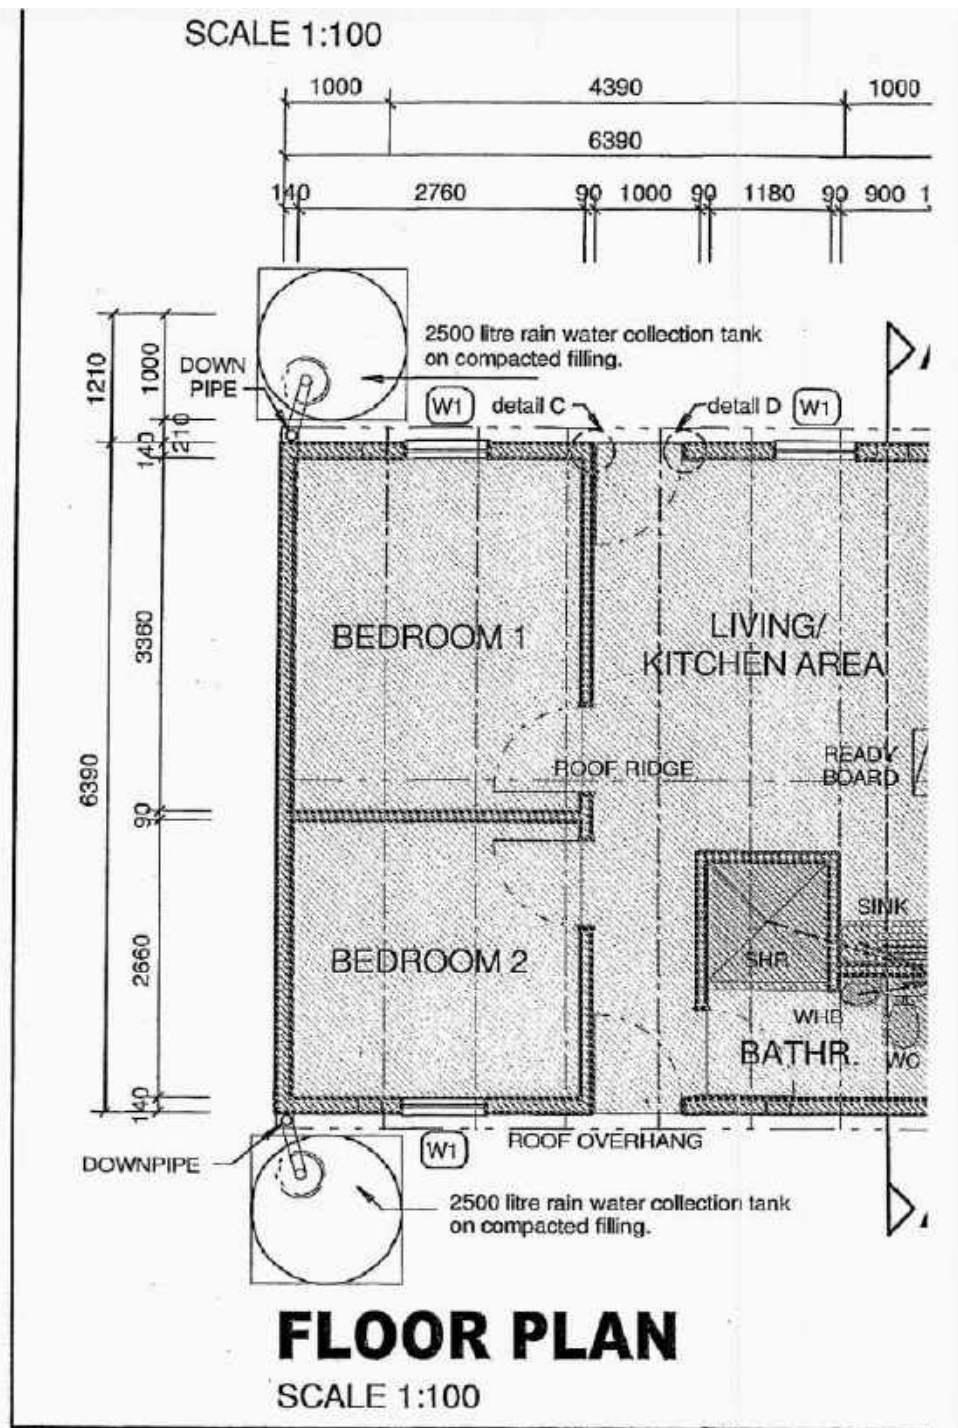 SCALE 1:100
1000 4390 1000
6390
140 2760 90 1000 90 1180 90 900 1
2500 litre rain water collection tank
on compacted filling.
DOWN
PIPE
1210
1000
210
140
W1 detail C detail D W1
3360
BEDROOM 1
LIVING/
KITCHEN AREA
ROOF RIDGE
READY
BOARD
6390
90
SINK
2660
BEDROOM 2
SHR.
WHB
BATHR.
WC
140
W1
ROOF OVERHANG
DOWNPIPE
2500 litre rain water collection tank
on compacted filling.
FLOOR PLAN
SCALE 1:100